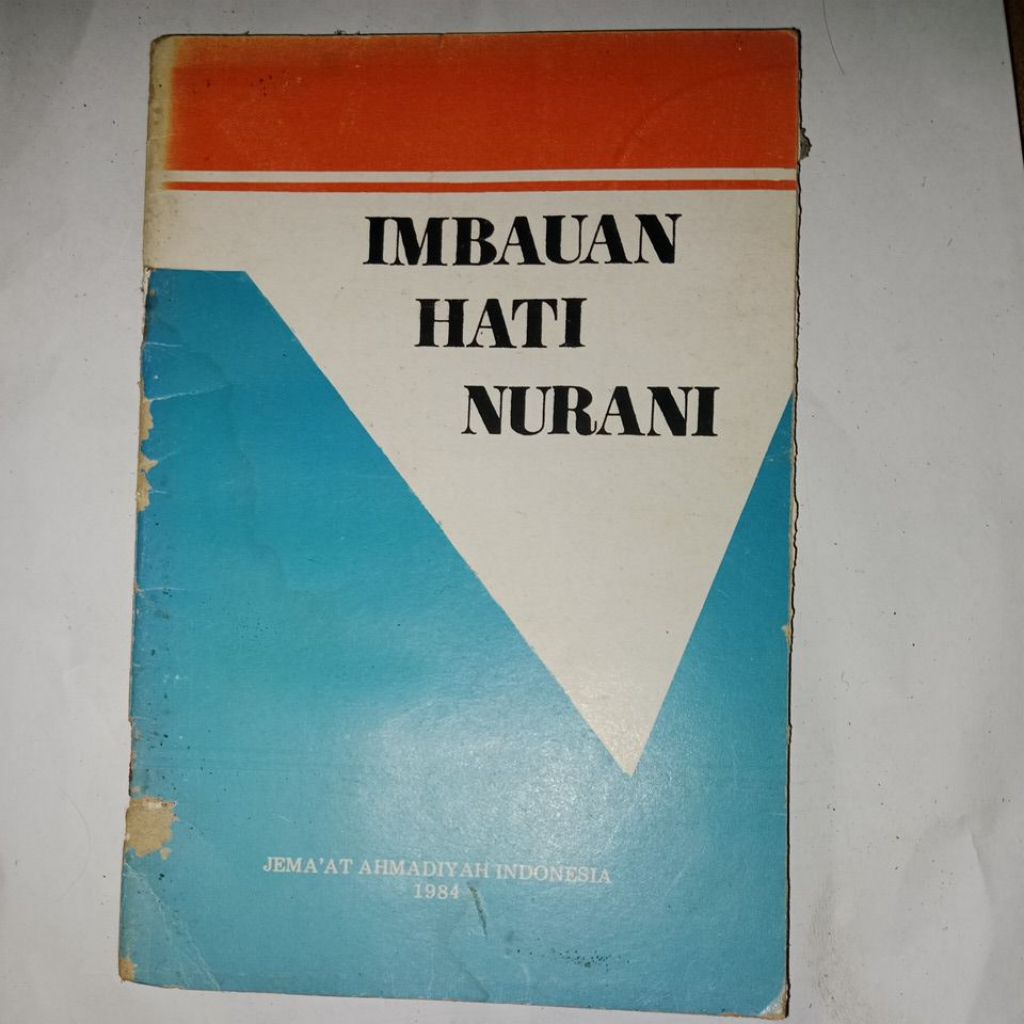 IMBAUAN
HATI
NURANI
JEMA'AT AHMADIYAH INDONESIA
1984